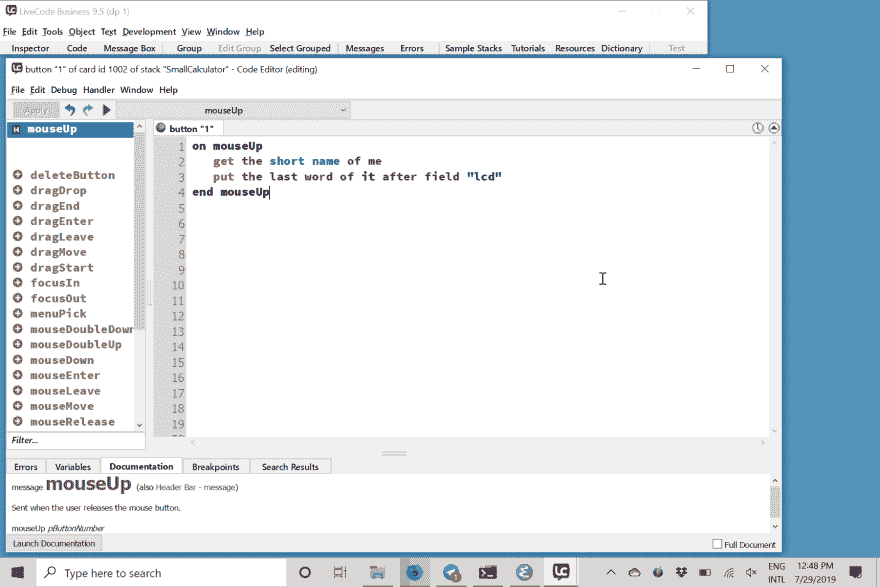 LiveCode Business 9.5 (dp 1)
File Edit Tools Object Text Development View Window Help
Inspector Code Message Box Group Edit Group Select Grouped Messages Errors Sample Stacks Tutorials Resources Dictionary Test
button "1" of card id 1002 of stack "SmallCalculator" - Code Editor (editing)
File Edit Debug Handler Window Help
Apply mouseUp
mouseUp
button "1"
1 on mouseUp
2 get the short name of me
3 put the last word of it after field "lcd"
4 end mouseUp
5
6
7
8
9
10
11
12
13
14
15
16
17
18
19
deleteButton
dragDrop
dragEnd
dragEnter
dragLeave
dragMove
dragStart
focusIn
focusOut
menuPick
mouseDoubleDown
mouseDoubleUp
mouseDown
mouseEnter
mouseLeave
mouseMove
mouseRelease
Filter...
Errors Variables Documentation Breakpoints Search Results
message mouseUp (also Header Bar - message)
Sent when the user releases the mouse button.
mouseUp pButtonNumber
Launch Documentation Full Document
Type here to search
ENG 12:48 PM
INTL 7/29/2019